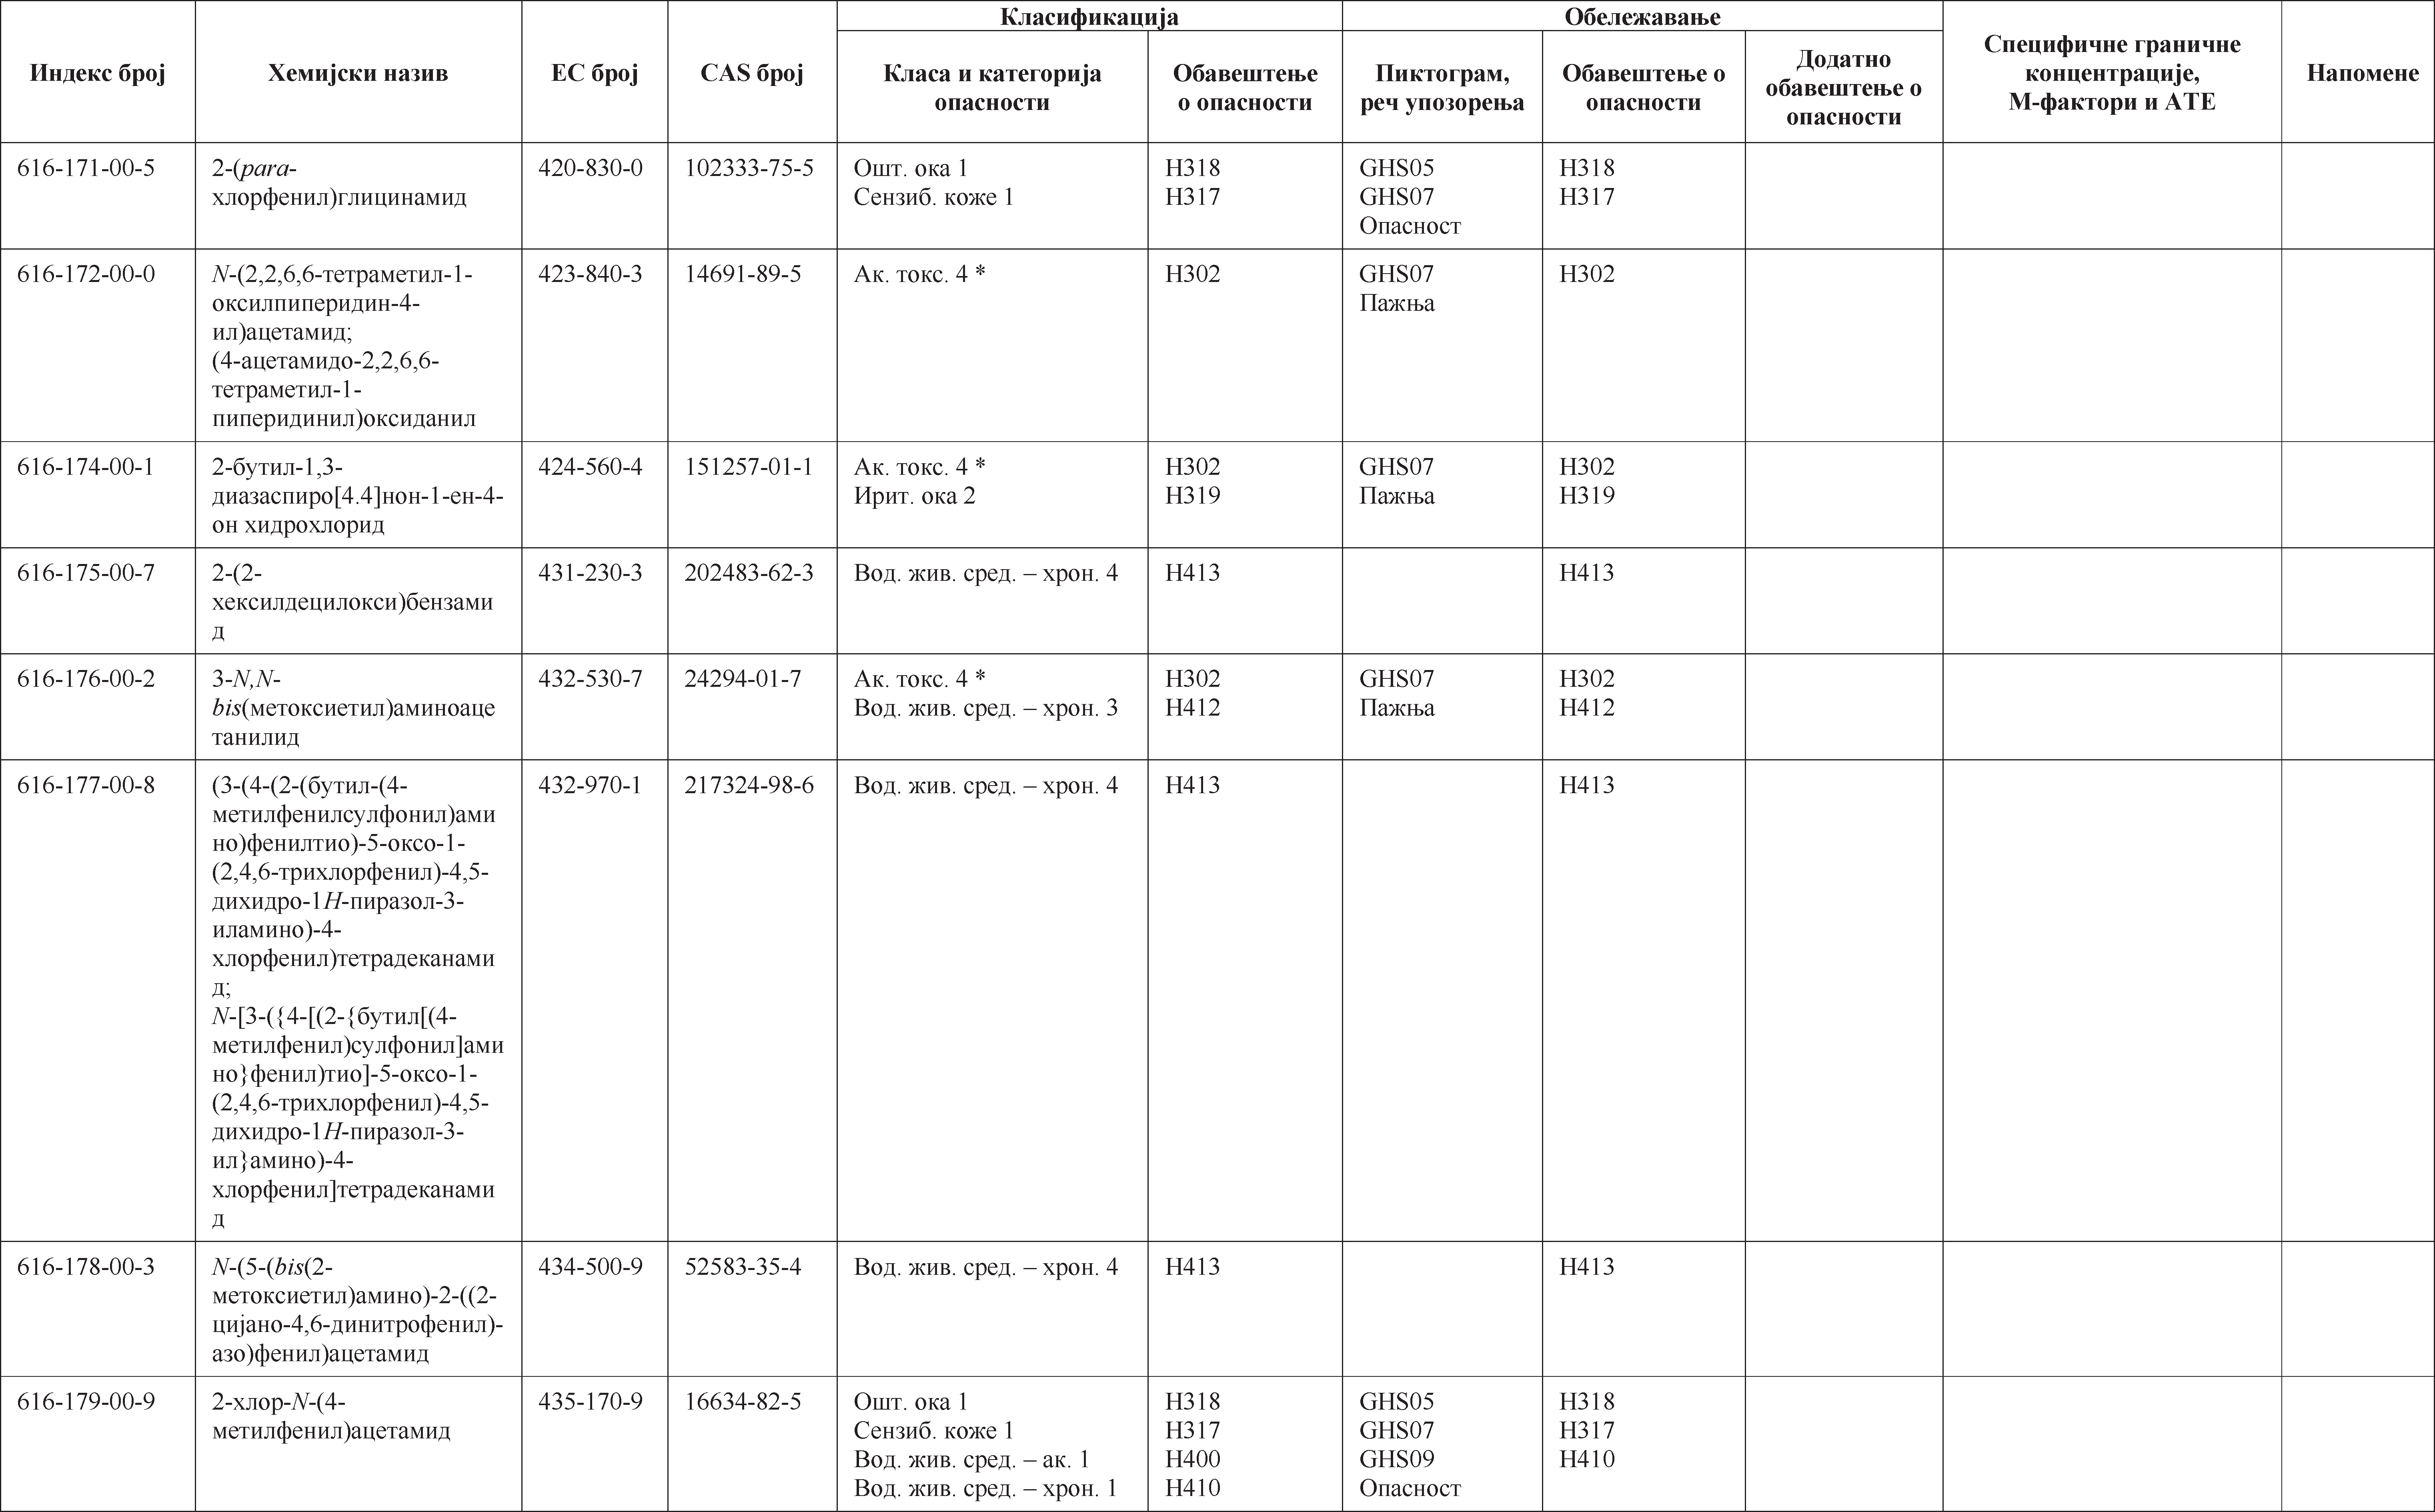 Индекс број
Хемијски назив
ЕС број
CAS број
Класификација
Обележавање
Класа и категорија
опасности
Обавештење
о опасности
Пиктограм,
реч упозорења
Обавештење о
опасности
Додатно
обавештење о
опасности
Специфичне граничне
концентрације,
М-фактори и АТЕ
Напомене
616-171-00-5
2-(para-
хлорфенил)глицинамид
420-830-0
102333-75-5
Ошт. ока 1
Сензиб. коже 1
H318
H317
GHS05
GHS07
Опасност
H318
H317
616-172-00-0
N-(2,2,6,6-тетраметил-1-
оксилпиперидин-4-
ил)ацетамид;
(4-ацетамидо-2,2,6,6-
тетраметил-1-
пиперидинил)оксиданил
423-840-3
14691-89-5
Ак. токс. 4 *
H302
GHS07
Пажња
H302
616-174-00-1
2-бутил-1,3-
диазаспиро[4.4]нон-1-ен-4-
он хидрохлорид
424-560-4
151257-01-1
Ак. токс. 4 *
Ирит. ока 2
H302
H319
GHS07
Пажња
H302
H319
616-175-00-7
2-(2-
хексилдецилокси)бензами
д
431-230-3
202483-62-3
Вод. жив. сред. – хрон. 4
H413
H413
616-176-00-2
3-N,N-
bis(метоксиетил)аминоаце
танилид
432-530-7
24294-01-7
Ак. токс. 4 *
Вод. жив. сред. – хрон. 3
H302
H412
GHS07
Пажња
H302
H412
616-177-00-8
(3-(4-(2-(бутил-(4-
метилфенилсулфонил)ами
но)фенилтио)-5-оксо-1-
(2,4,6-трихлорфенил)-4,5-
дихидро-1H-пиразол-3-
иламино)-4-
хлорфенил)тетрадеканами
д;
N-[3-({4-[(2-{бутил[(4-
метилфенил)сулфонил]ами
но}фенил)тио]-5-оксо-1-
(2,4,6-трихлорфенил)-4,5-
дихидро-1H-пиразол-3-
ил}амино)-4-
хлорфенил]тетрадеканами
д
432-970-1
217324-98-6
Вод. жив. сред. – хрон. 4
H413
H413
616-178-00-3
N-(5-(bis(2-
метоксиетил)амино)-2-((2-
цијано-4,6-динитрофенил)-
азо)фенил)ацетамид
434-500-9
52583-35-4
Вод. жив. сред. – хрон. 4
H413
H413
616-179-00-9
2-хлор-N-(4-
метилфенил)ацетамид
435-170-9
16634-82-5
Ошт. ока 1
Сензиб. коже 1
Вод. жив. сред. – ак. 1
Вод. жив. сред. – хрон. 1
H318
H317
H400
H410
GHS05
GHS07
GHS09
Опасност
H318
H317
H410